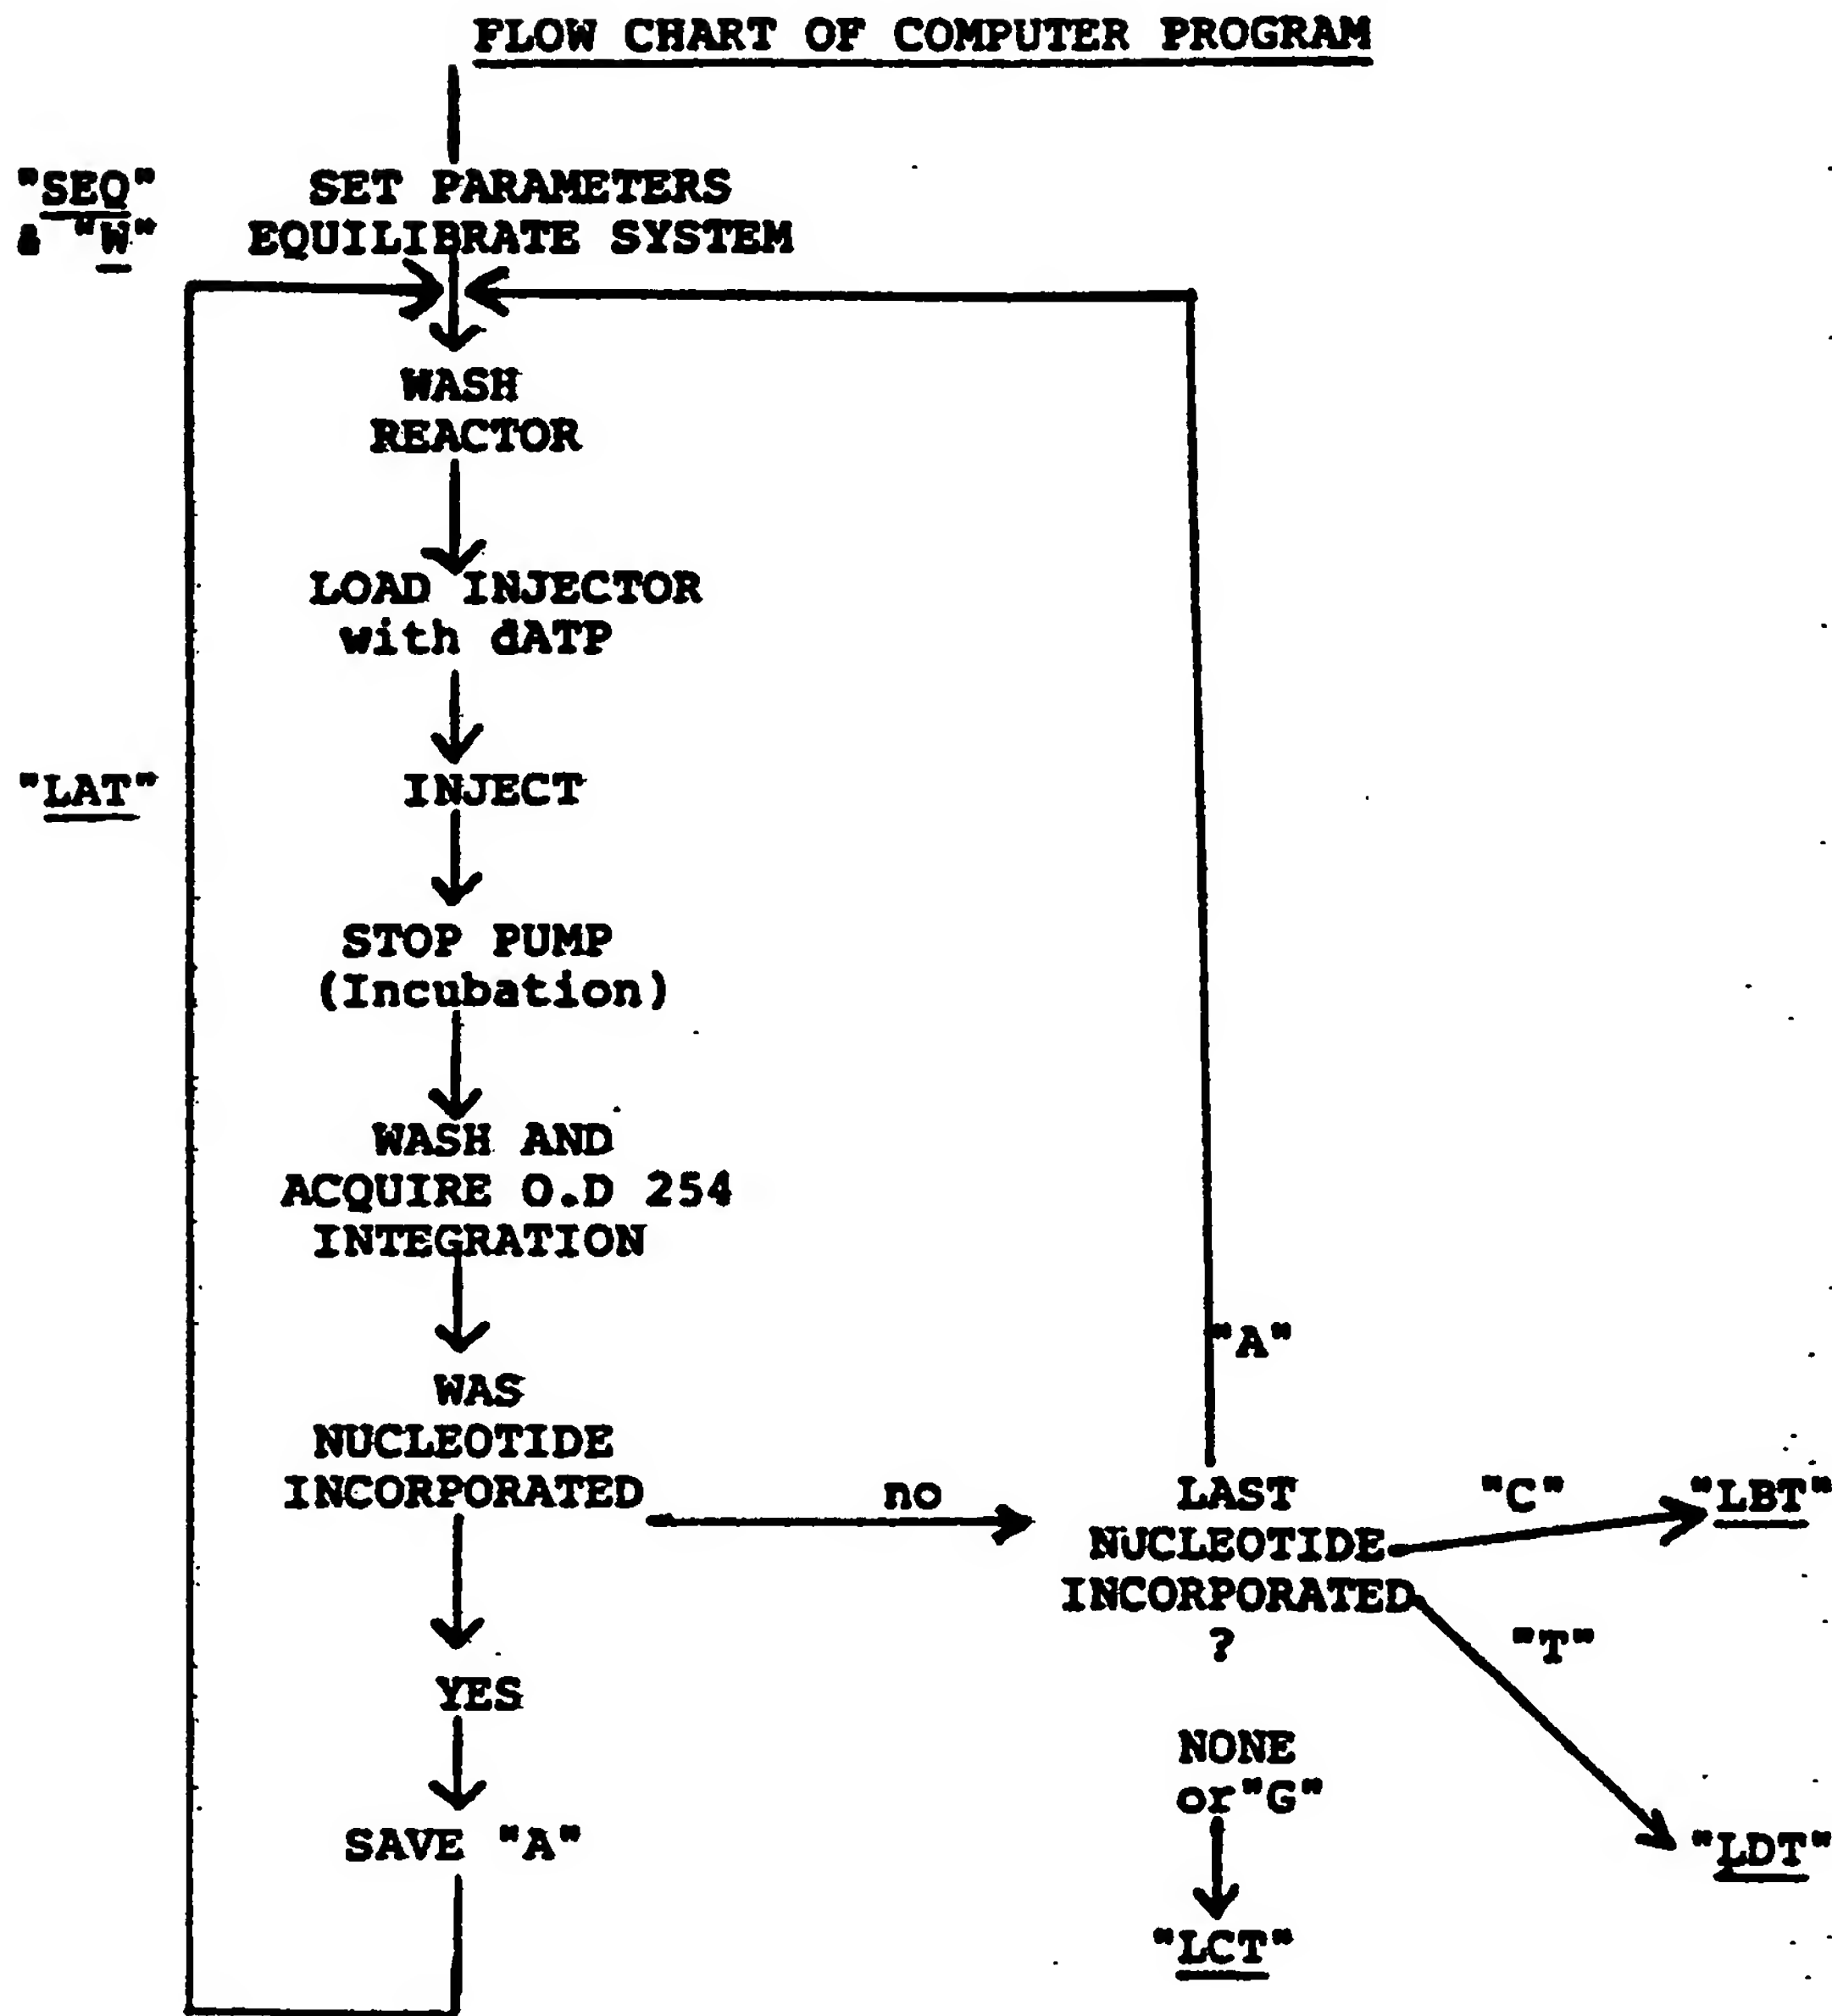 FLOW CHART OF COMPUTER PROGRAM
"SEQ"
& "W"
SET PARAMETERS
EQUILIBRATE SYSTEM
WASH
REACTOR
LOAD INJECTOR
with dATP
"LAT"
INJECT
STOP PUMP
(Incubation)
WASH AND
ACQUIRE O.D 254
INTEGRATION
"A"
WAS
NUCLEOTIDE
INCORPORATED
no
LAST
NUCLEOTIDE
INCORPORATED
?
"C"
"LBT"
"T"
YES
NONE
or"G"
SAVE "A"
"LDT"
"LCT"